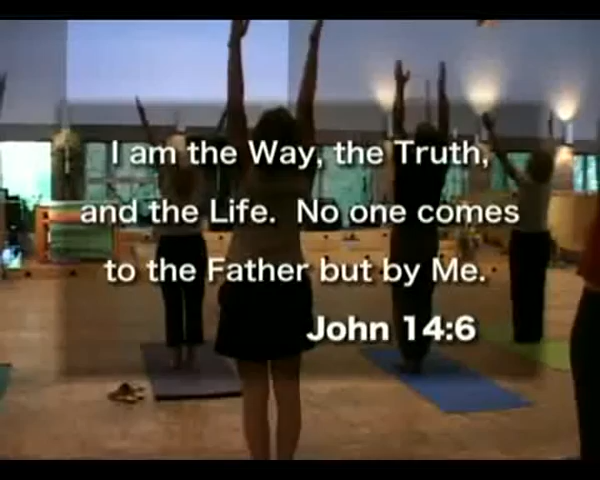 I am the Way, the Truth,
and the Life. No one comes
to the Father but by Me.
John 14:6